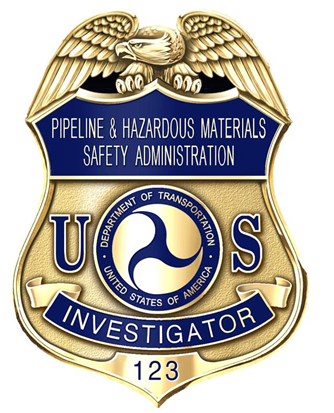 PIPELINE & HAZARDOUS MATERIALS
SAFETY ADMINISTRATION
U S
DEPARTMENT OF TRANSPORTATION
UNITED STATES OF AMERICA
INVESTIGATOR
123